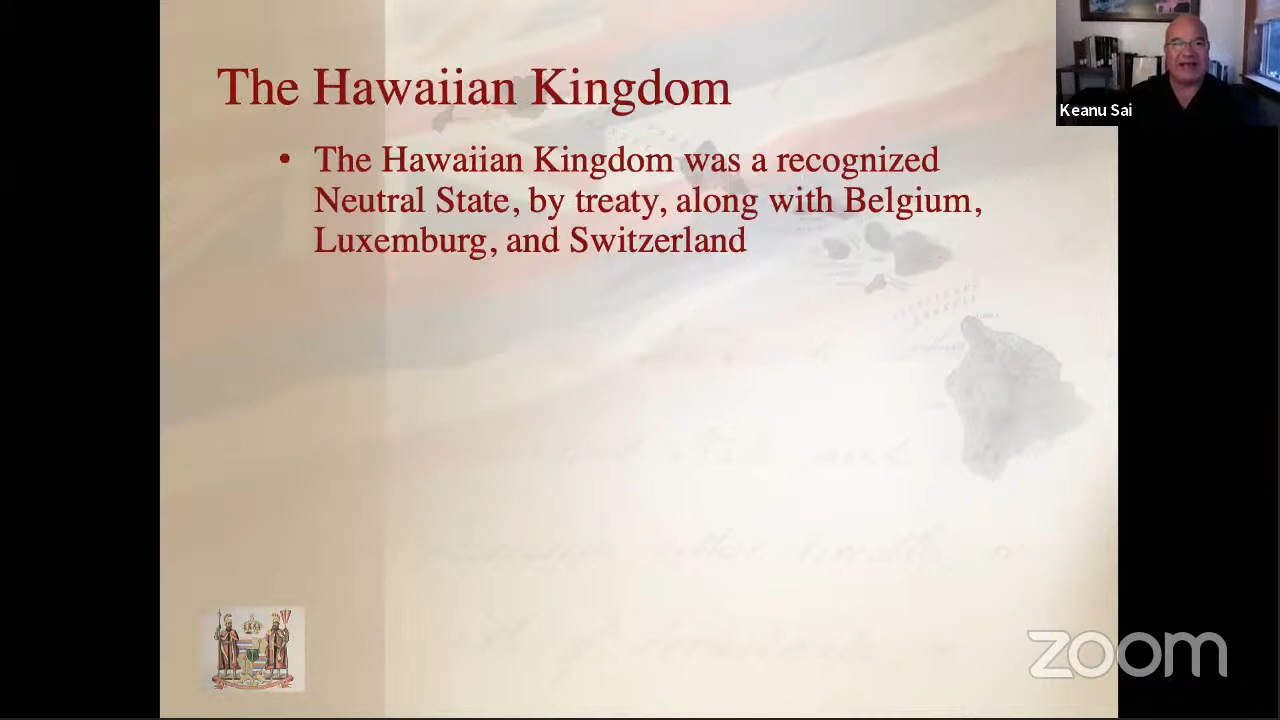 The Hawaiian Kingdom
• The Hawaiian Kingdom was a recognized
Neutral State, by treaty, along with Belgium,
Luxemburg, and Switzerland
Keanu Sai
zoom